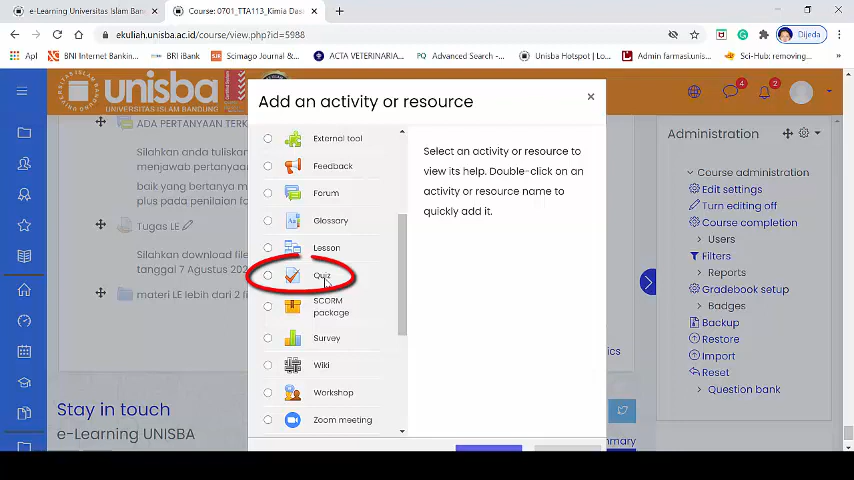 e-Learning Universitas Islam Ban
Course: 0701_TTA113_Kimia Das
ekuliah.unisba.ac.id/course/view.php?id=5988
Dijeda
Apl
BNI Internet Bankin...
BRI iBank
Scimago Journal &...
ACTA VETERINARIA...
Advanced Search -...
Unisba Hotspot | Lo...
Admin farmasi.unisb...
Sci-Hub: removing...
unisba
UNIVERSITAS ISLAM BANDUNG
4
2
Add an activity or resource
ADA PERTANYAAN TERK
Silahkan anda tuliskan
menjawab pertanyaan
baik yang bertanya m
plus pada penilaian fo
Tugas LE
Silahkan download file
tanggal 7 Agustus 202
materi LE lebih dari 2 fi
External tool
Feedback
Forum
Glossary
Lesson
Quiz
SCORM
package
Survey
Wiki
Workshop
Zoom meeting
Select an activity or resource to
view its help. Double-click on an
activity or resource name to
quickly add it.
Administration
Course administration
Edit settings
Turn editing off
Course completion
Users
Filters
Reports
Gradebook setup
Badges
Backup
Restore
Import
Reset
Question bank
ics
Stay in touch
e-Learning UNISBA
mmary